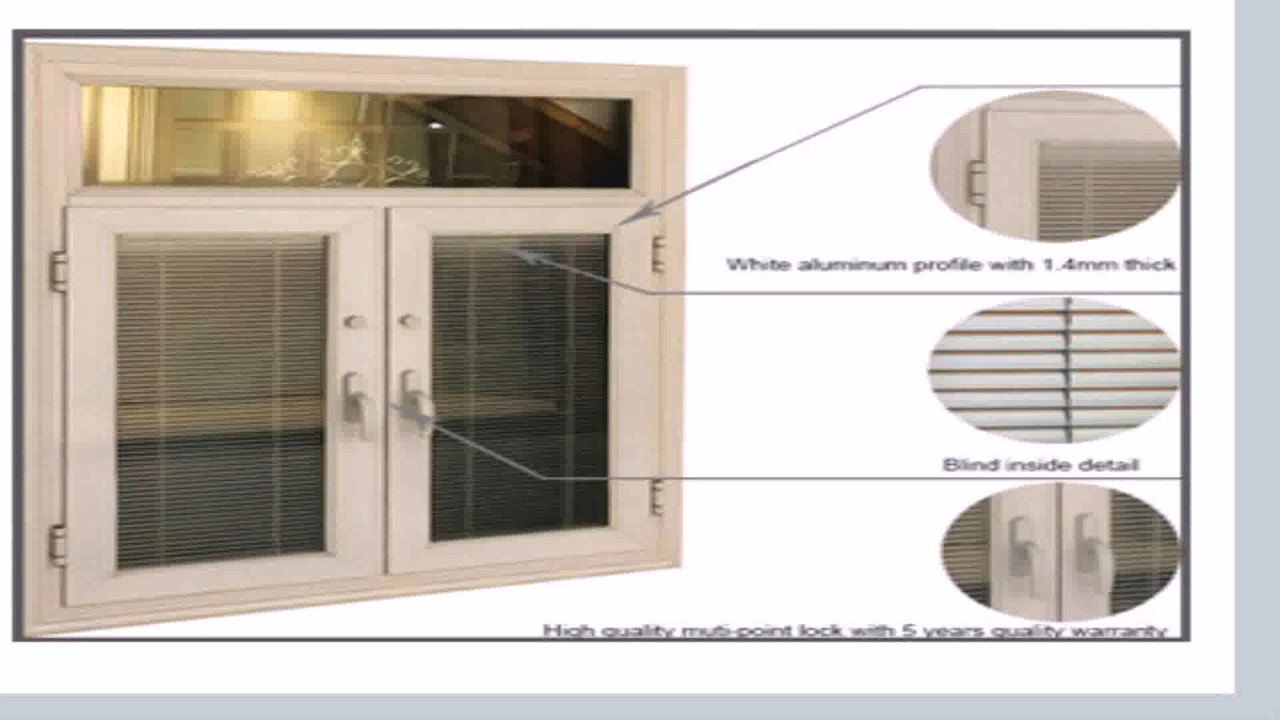 White aluminum profile with 1.4mm thick
Blind inside detail
High quality muti-point lock with 5 years quality warranty